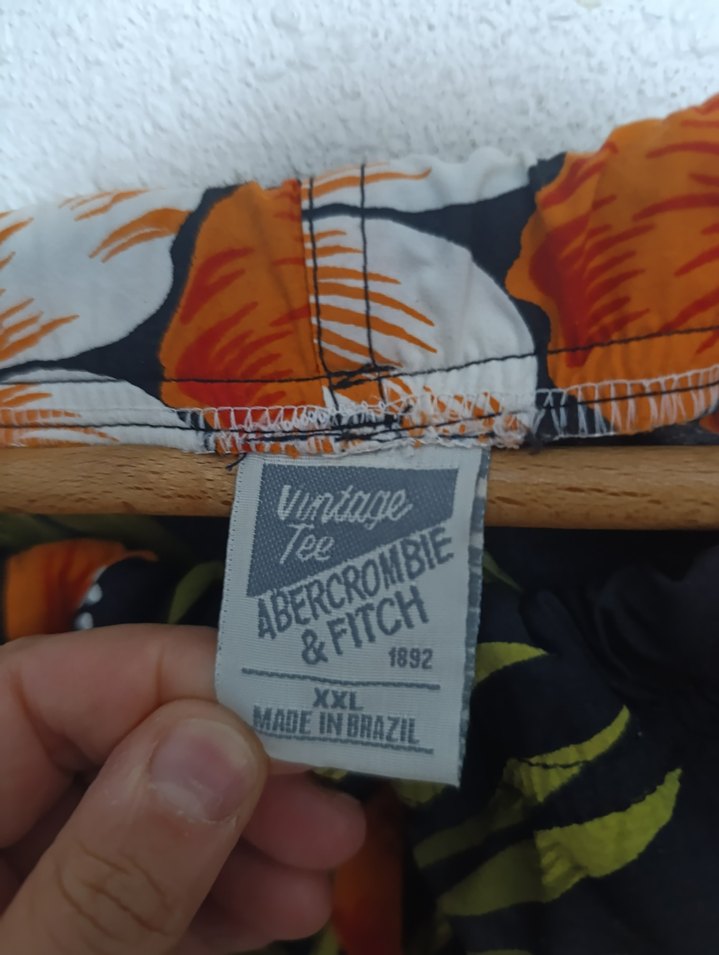 Vintage
Tee
ABERCROMBIE
& FITCH
1892
XXL
MADE IN BRAZIL